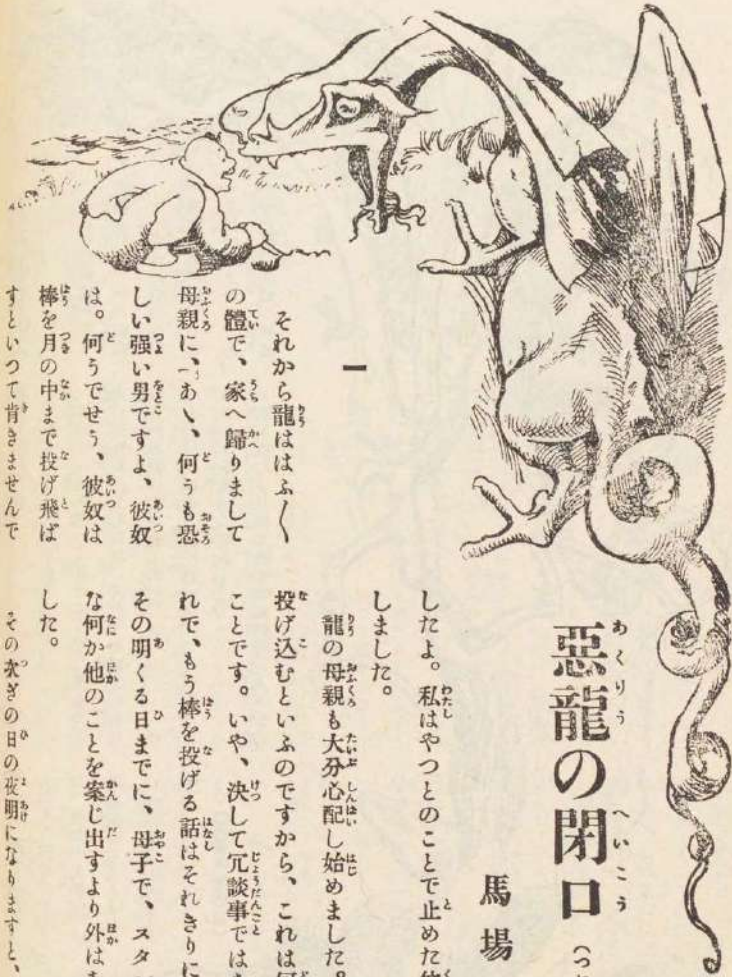 惡龍の閉口 (つ
馬場
一
それから龍ははふ〱
の體で、家へ歸りまして
母親に、「あゝ、何うも恐
しい强い男ですよ、彼奴
は。何うでせう、彼奴は
棒を月の中まで投げ飛ば
すといつて肯きませんで
したよ。私はやつとのことで止めた
しました。
龍の母親も大分心配し始めました。
投げ込むといふのですから、これは何
ことです。いや、決して冗談事では
れで、もう棒を投げる話はそれきりに
その明くる日までに、母子で、スタ
な何か他のことを案じ出すより外は
した。
その次ぎの日の夜明になりますと、